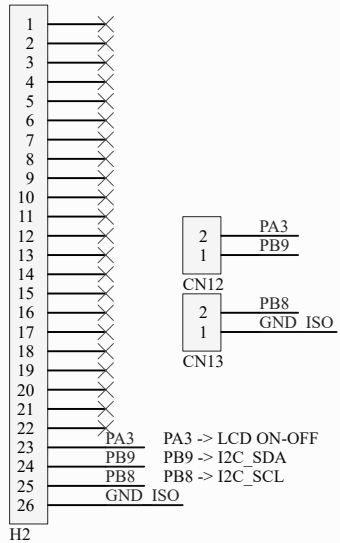 1
2
3
4
5
6
7
8
9
10
11
12
13
14
15
16
17
18
19
20
21
22
23 PA3 PA3 -> LCD ON-OFF
24 PB9 PB9 -> I2C_SDA
25 PB8 PB8 -> I2C_SCL
26 GND_ISO
H2
2 PA3
1 PB9
CN12
2 PB8
1 GND_ISO
CN13